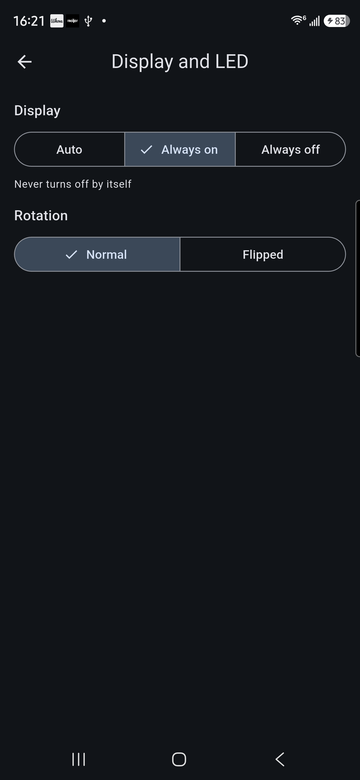 16:21 6 83
Display and LED
Display
Auto Always on Always off
Never turns off by itself
Rotation
Normal Flipped